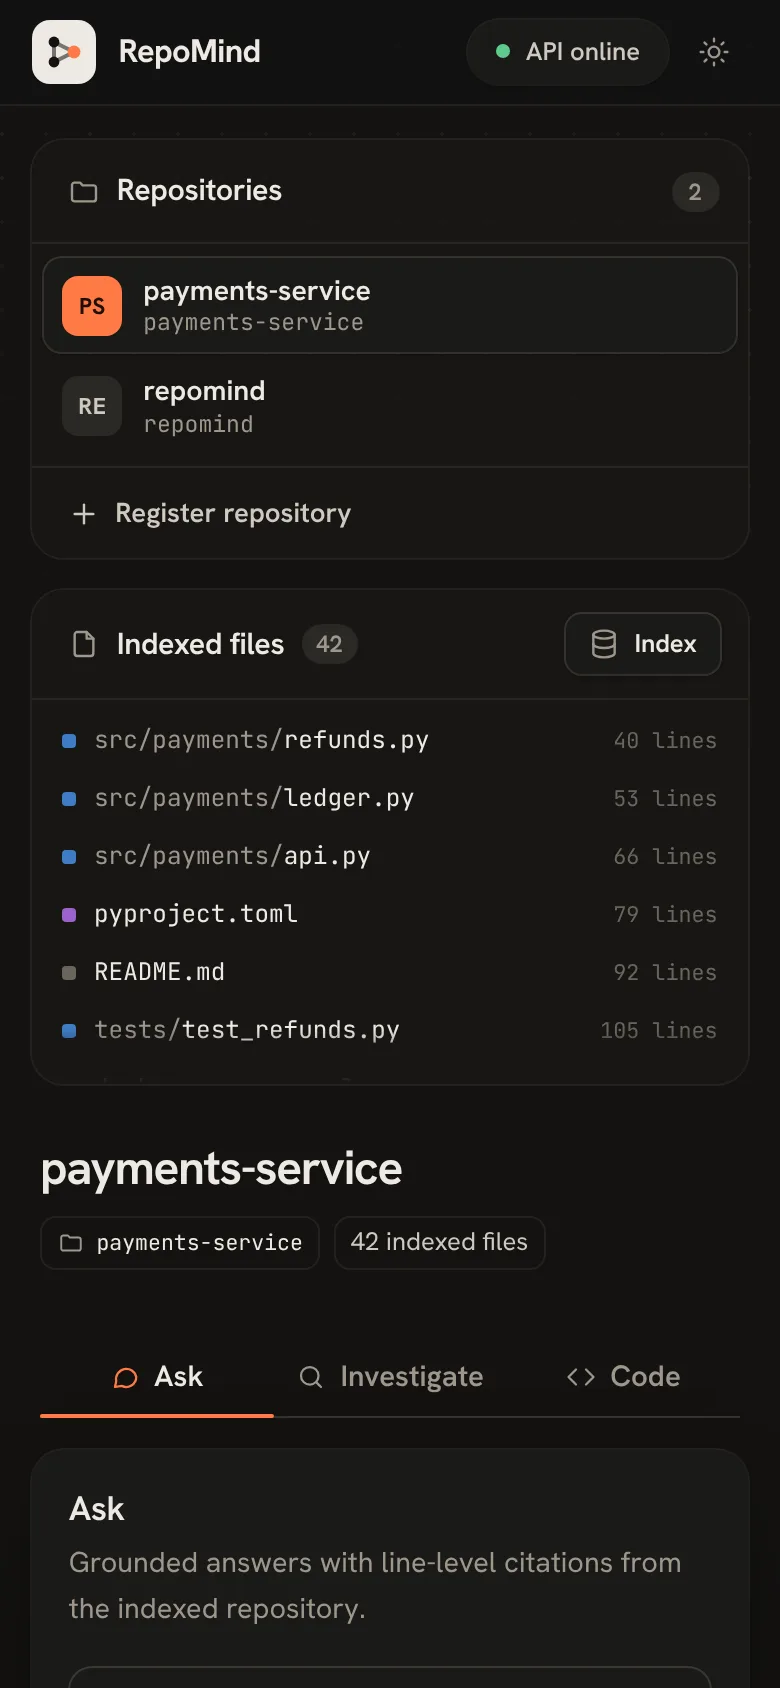 RepoMind
API online
Repositories
2
PS
payments-service
payments-service
RE
repomind
repomind
Register repository
Indexed files
42
Index
src/payments/refunds.py
40 lines
src/payments/ledger.py
53 lines
src/payments/api.py
66 lines
pyproject.toml
79 lines
README.md
92 lines
tests/test_refunds.py
105 lines
payments-service
payments-service
42 indexed files
Ask
Investigate
Code
Ask
Grounded answers with line-level citations from
the indexed repository.